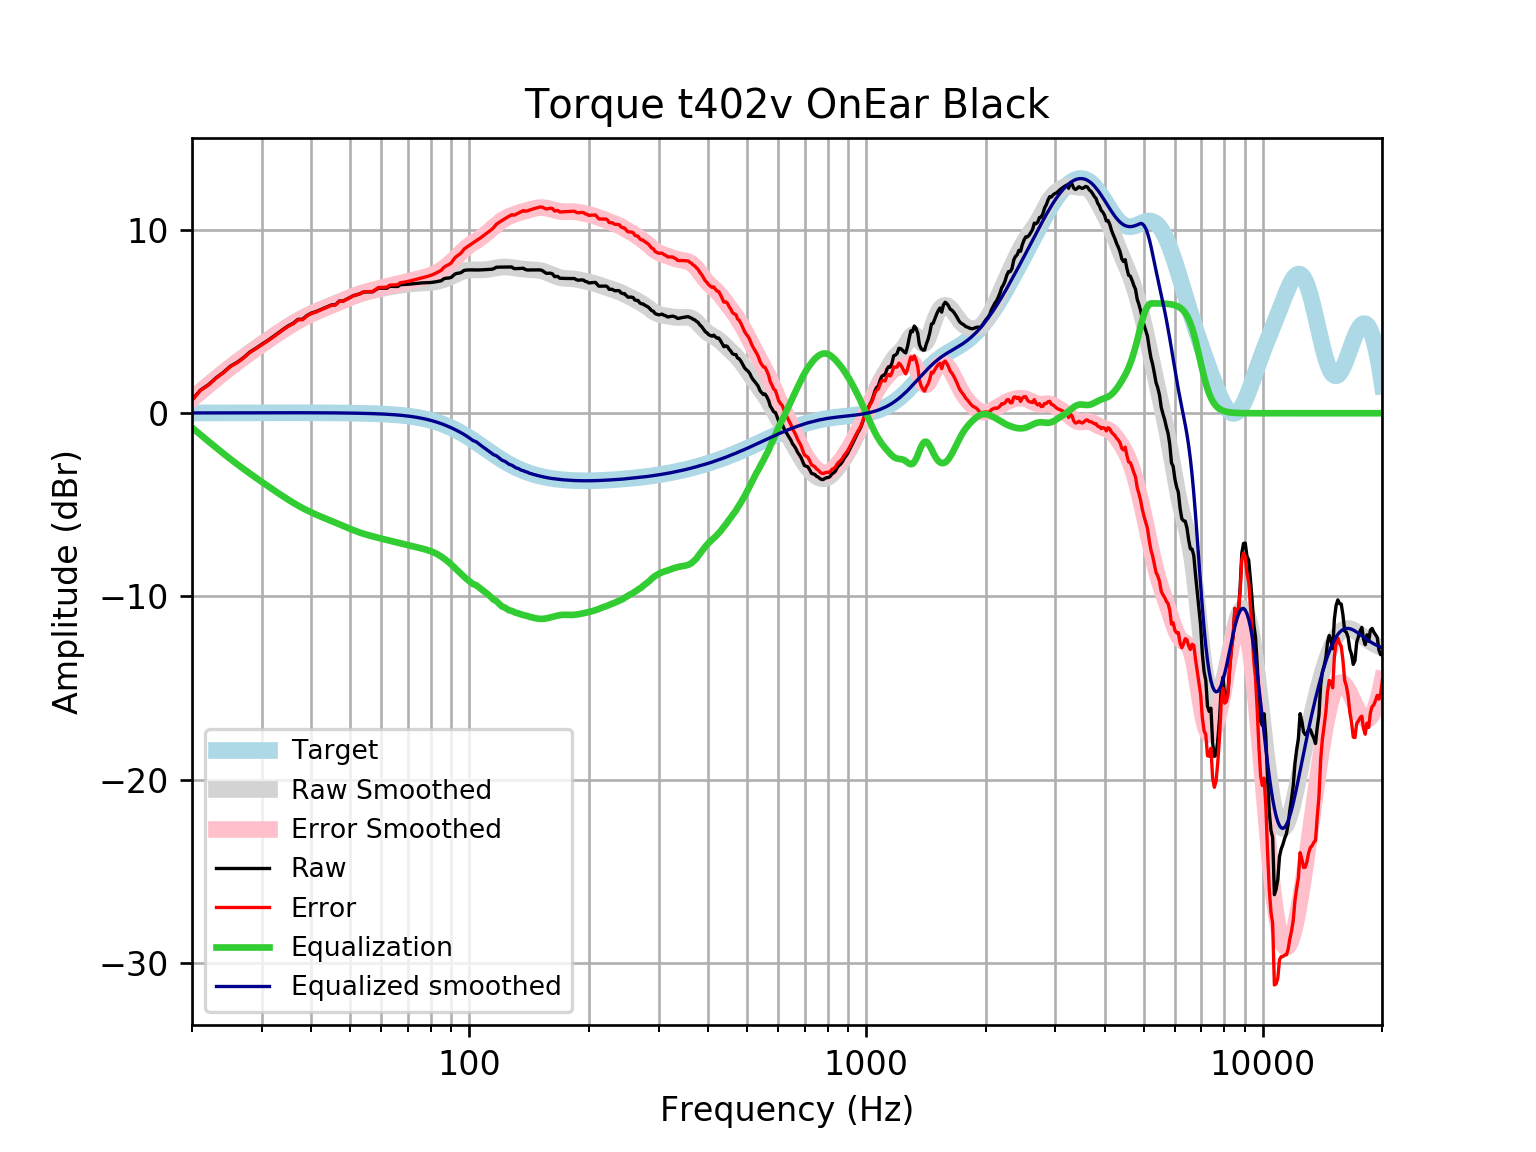 Torque t402v OnEar Black
Amplitude (dBr)
10
0
−10
−20
−30
Target
Raw Smoothed
Error Smoothed
Raw
Error
Equalization
Equalized smoothed
100
1000
10000
Frequency (Hz)